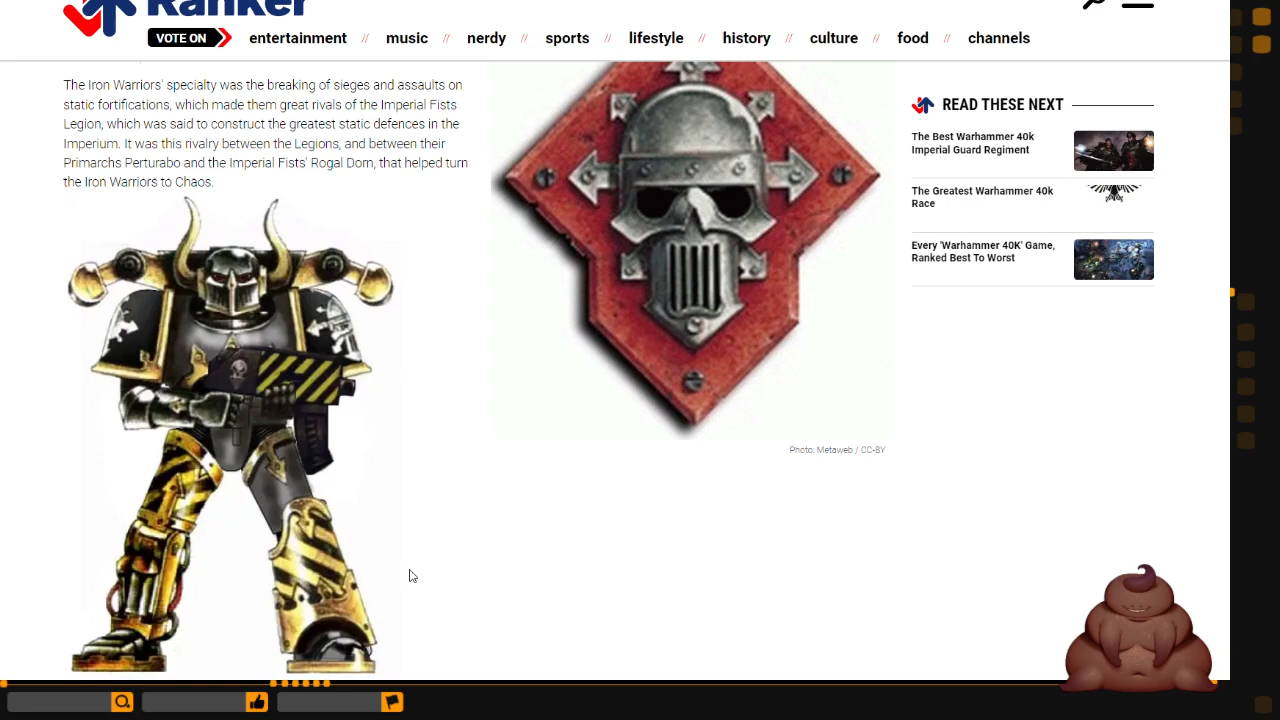 Ranker
VOTE ON
entertainment // music // nerdy // sports // lifestyle // history // culture // food // channels
The Iron Warriors' specialty was the breaking of sieges and assaults on
static fortifications, which made them great rivals of the Imperial Fists
Legion, which was said to construct the greatest static defences in the
Imperium. It was this rivalry between the Legions, and between their
Primarchs Perturabo and the Imperial Fists' Rogal Dorn, that helped turn
the Iron Warriors to Chaos.
Photo: Metaweb / CC-BY
READ THESE NEXT
The Best Warhammer 40k
Imperial Guard Regiment
The Greatest Warhammer 40k
Race
Every 'Warhammer 40K' Game,
Ranked Best To Worst